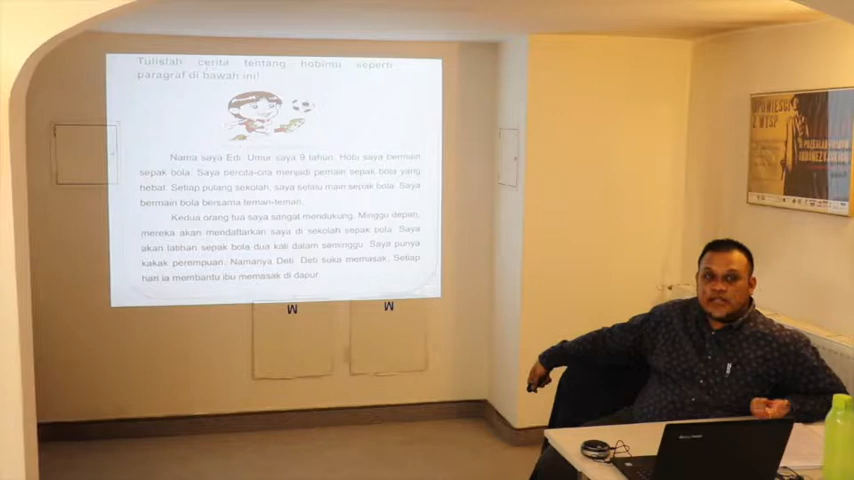 Tulislah cerita tentang hobimu seperti
paragraf di bawah ini!
Nama saya Edi. Umur saya 9 tahun. Hobi saya bermain
sepak bola. Saya bercita-cita menjadi pemain sepak bola yang
hebat. Setiap pulang sekolah, saya selalu main sepak bola. Saya
bermain bola bersama teman-teman.
Kedua orang tua saya sangat mendukung. Minggu depan,
mereka akan mendaftarkan saya di sekolah sepak bola. Saya
akan latihan sepak bola dua kali dalam seminggu. Saya punya
kakak perempuan. Namanya Deti. Deti suka memasak. Setiap
hari ia membantu ibu memasak di dapur.
M M
OPOWIEŚCI
Z WYSP